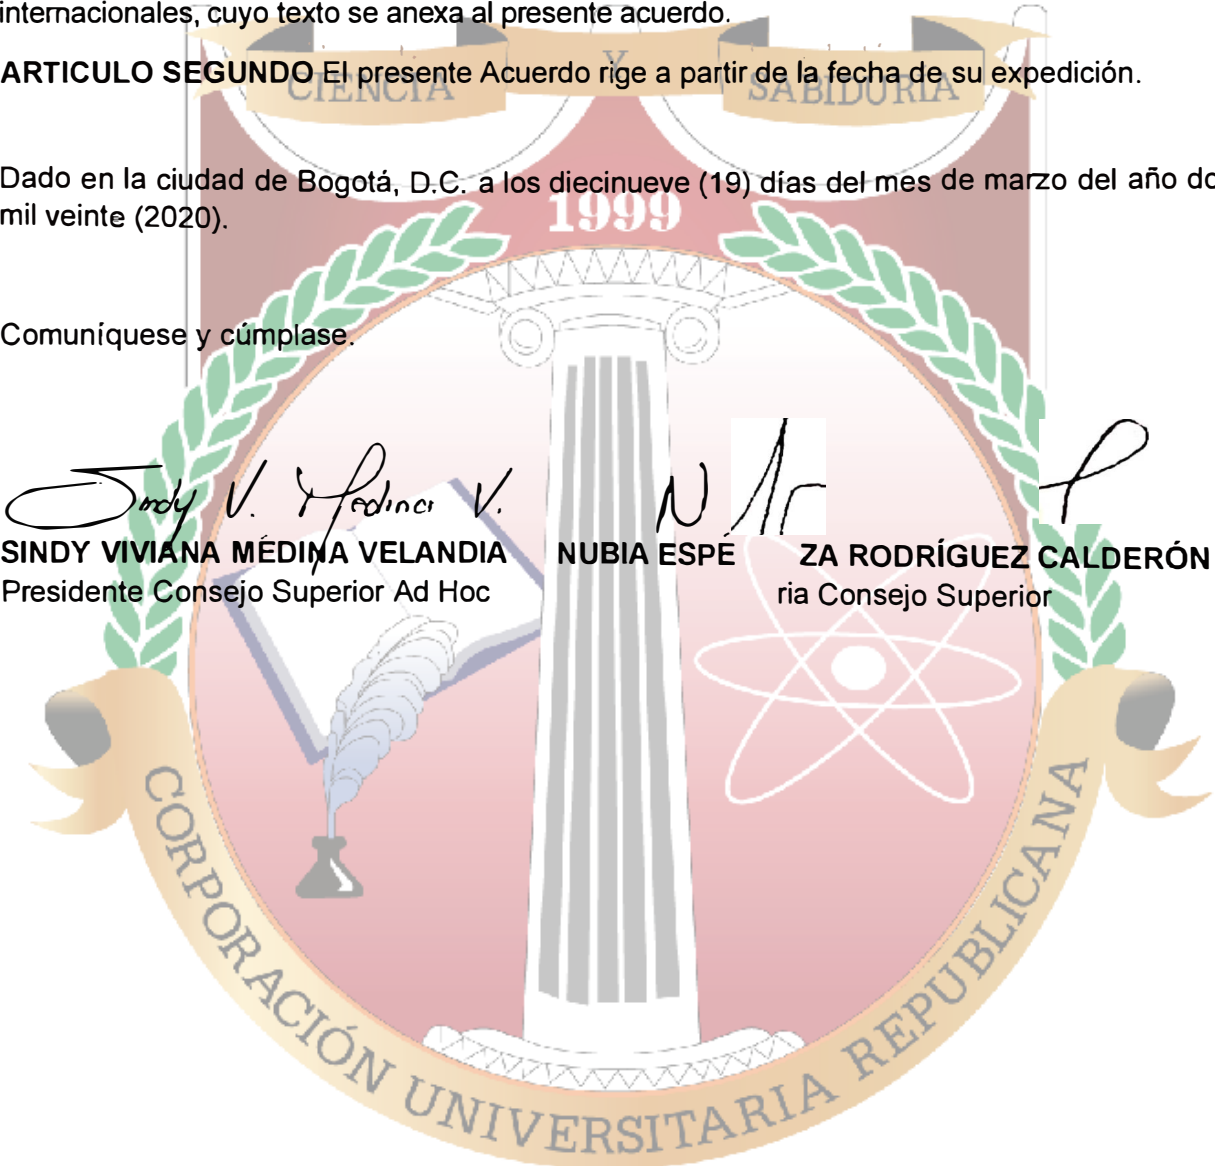 internacionales, cuyo texto se anexa al presente acuerdo.
Y
CIENCIA SABIDURÍA
ARTICULO SEGUNDO El presente Acuerdo rige a partir de la fecha de su expedición.
Dado en la ciudad de Bogotá, D.C. a los diecinueve (19) días del mes de marzo del año do
mil veinte (2020).
1999
Comuníquese y cúmplase.
Sindy V. Medina V.
SINDY VIVIANA MEDINA VELANDIA NUBIA ESPE ZA RODRÍGUEZ CALDERÓN
Presidente Consejo Superior Ad Hoc ria Consejo Superior
CORPORACIÓN UNIVERSITARIA REPUBLICANA